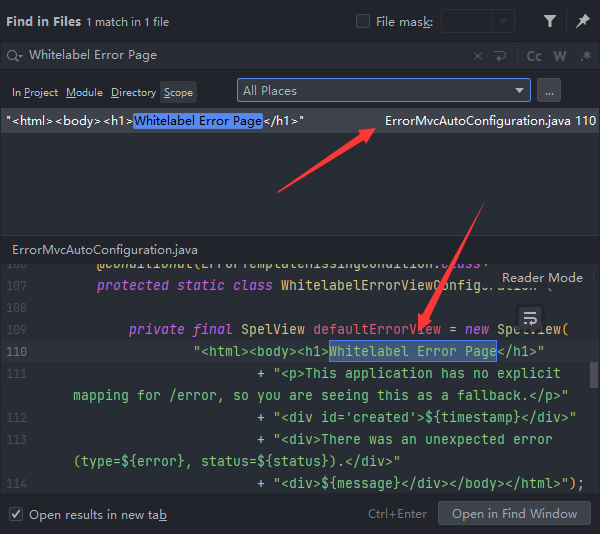 Find in Files 1 match in 1 file
File mask:
Whitelabel Error Page
Cc W .*
In Project Module Directory Scope
All Places
...
"<html><body><h1>Whitelabel Error Page</h1>" ErrorMvcAutoConfiguration.java 110
ErrorMvcAutoConfiguration.java
106 @Conditional(ErrorTemplateMissingCondition.class
Reader Mode
107 protected static class WhitelabelErrorViewConfiguration {
108
109 private final SpelView defaultErrorView = new SpelView(
110 "<html><body><h1>Whitelabel Error Page</h1>"
111 + "<p>This application has no explicit
mapping for /error, so you are seeing this as a fallback.</p>"
112 + "<div id='created'>${timestamp}</div>"
113 + "<div>There was an unexpected error
(type=${error}, status=${status}).</div>"
114 + "<div>${message}</div></body></html>");
Open results in new tab
Ctrl+Enter
Open in Find Window